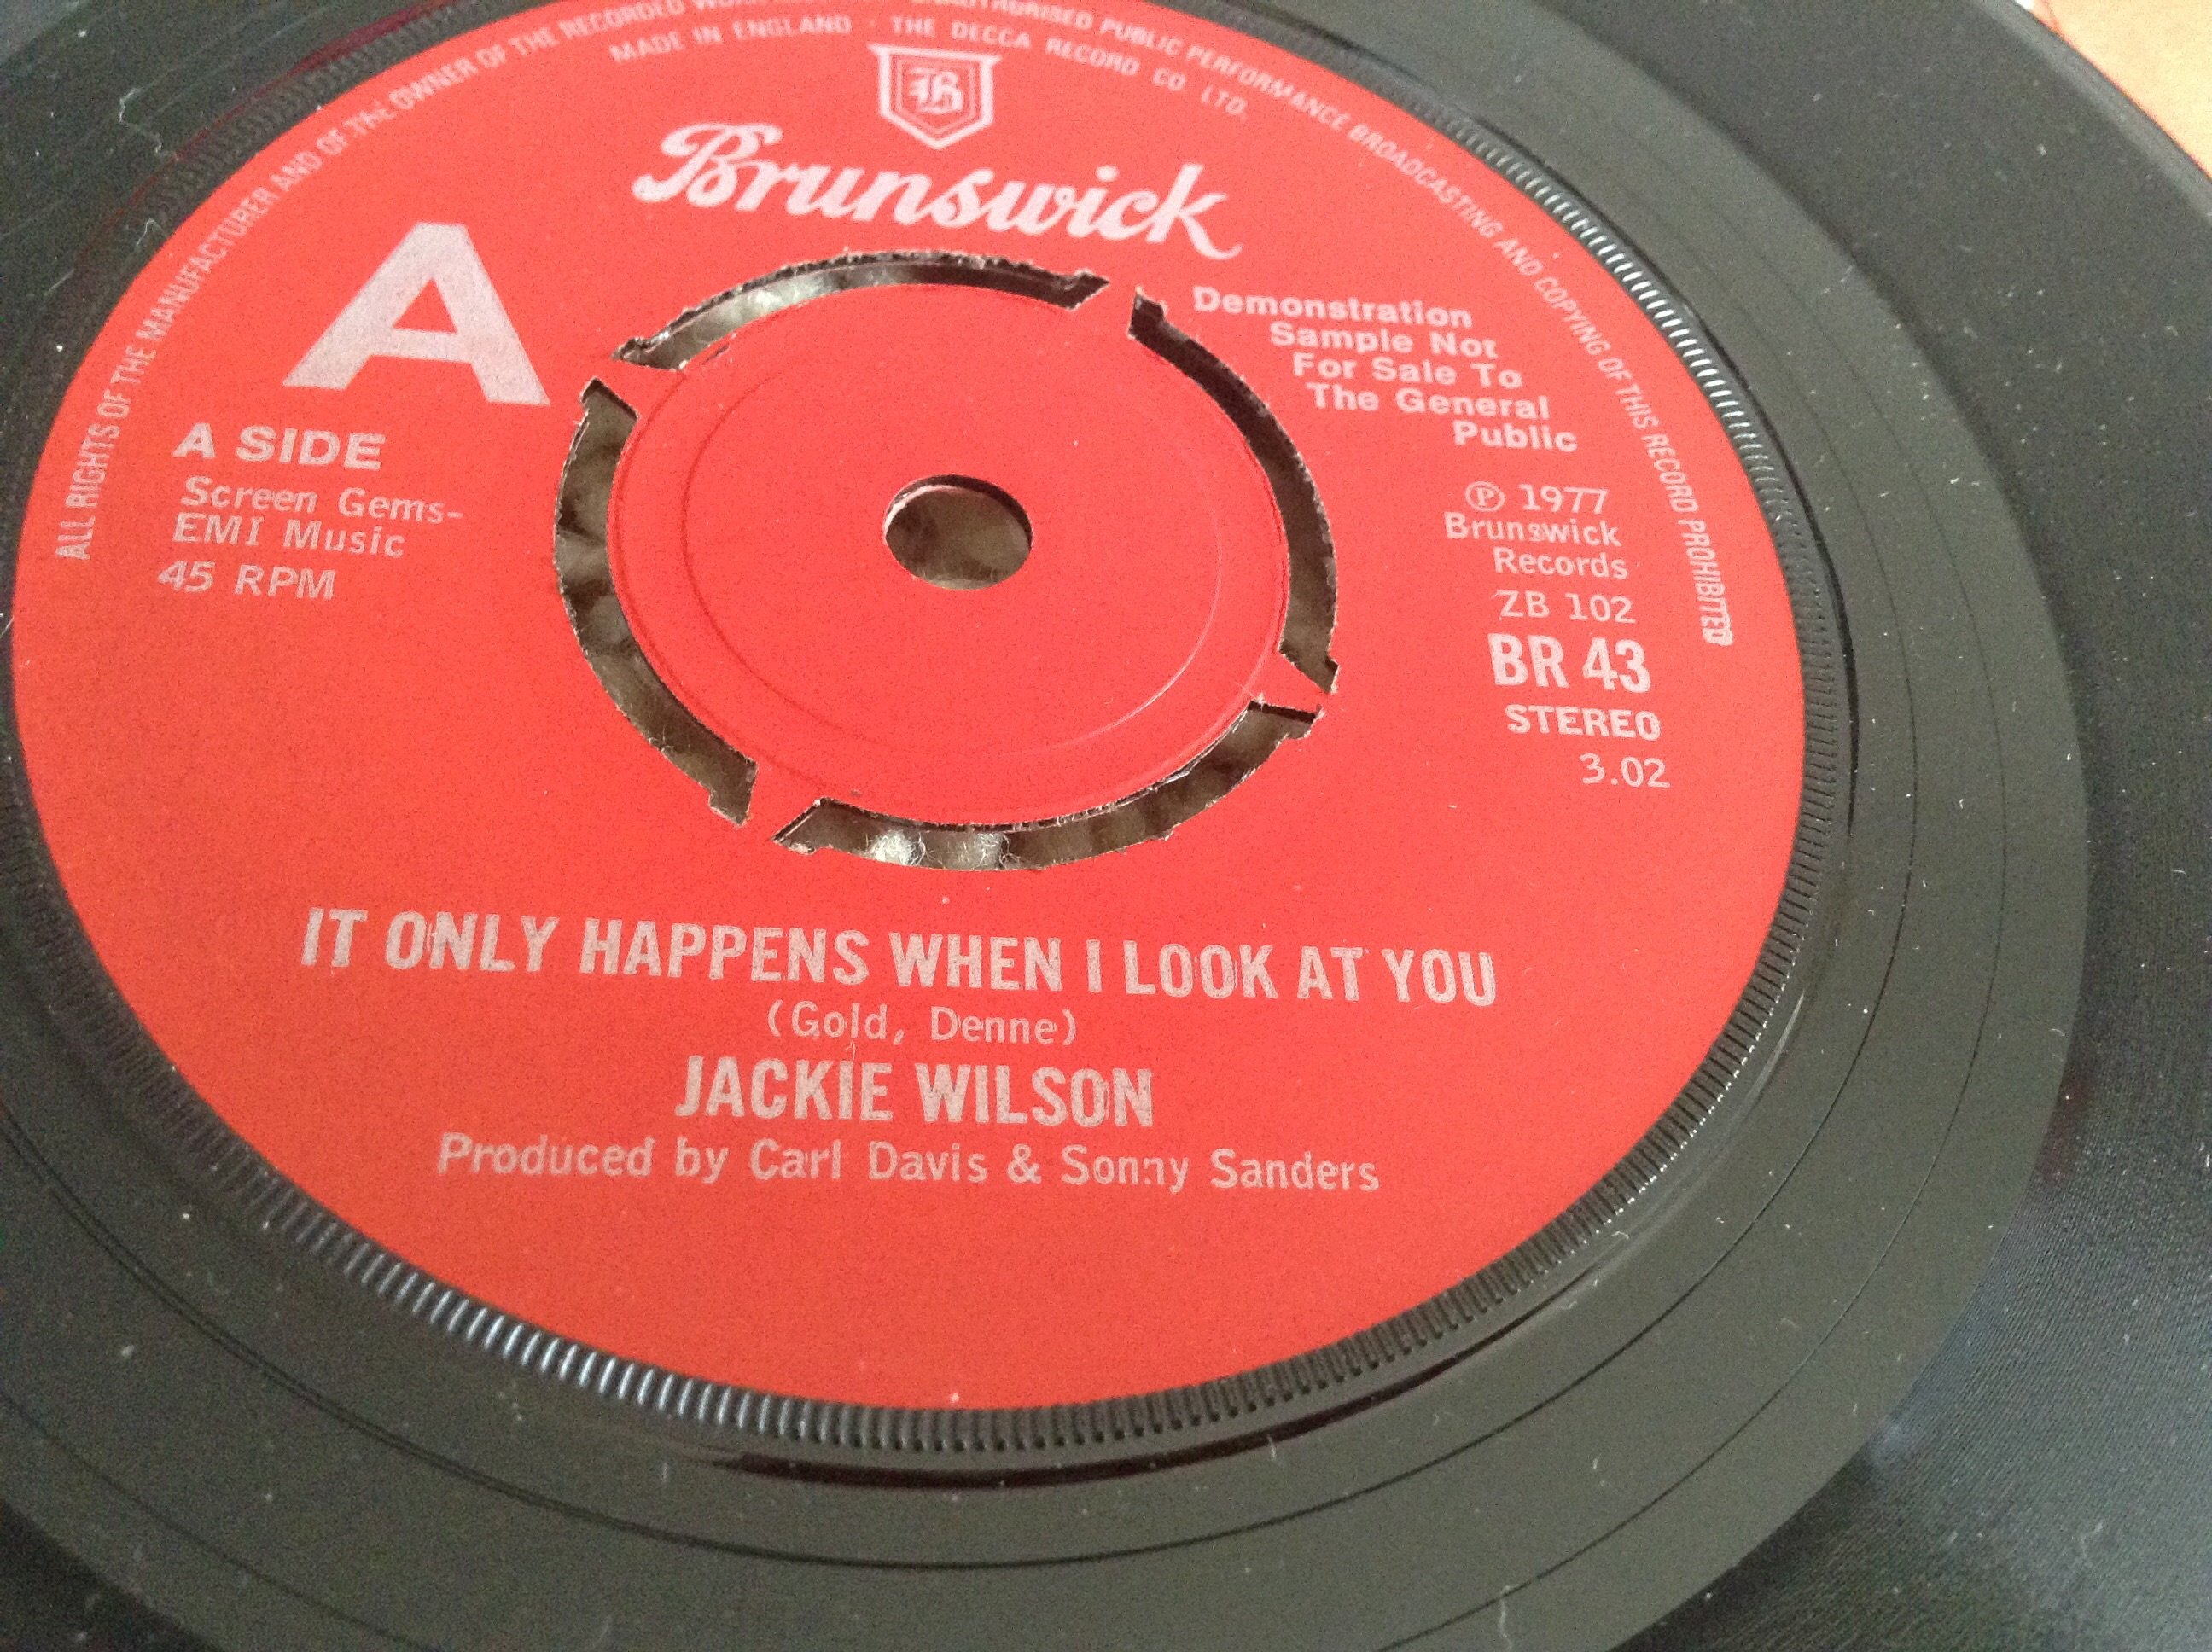 ALL RIGHTS OF THE MANUFACTURER AND OF THE OWNER OF THE RECORDED
UNAUTHORISED PUBLIC PERFORMANCE BROADCASTING AND COPYING OF THIS RECORD PROHIBITED
MADE IN ENGLAND · THE DECCA RECORD CO LTD.
B
Brunswick
A
A SIDE
Screen Gems-
EMI Music
45 RPM
Demonstration
Sample Not
For Sale To
The General
Public
Ⓟ 1977
Brunswick
Records
ZB 102
BR 43
STEREO
3.02
IT ONLY HAPPENS WHEN I LOOK AT YOU
(Gold, Denne)
JACKIE WILSON
Produced by Carl Davis & Sonny Sanders